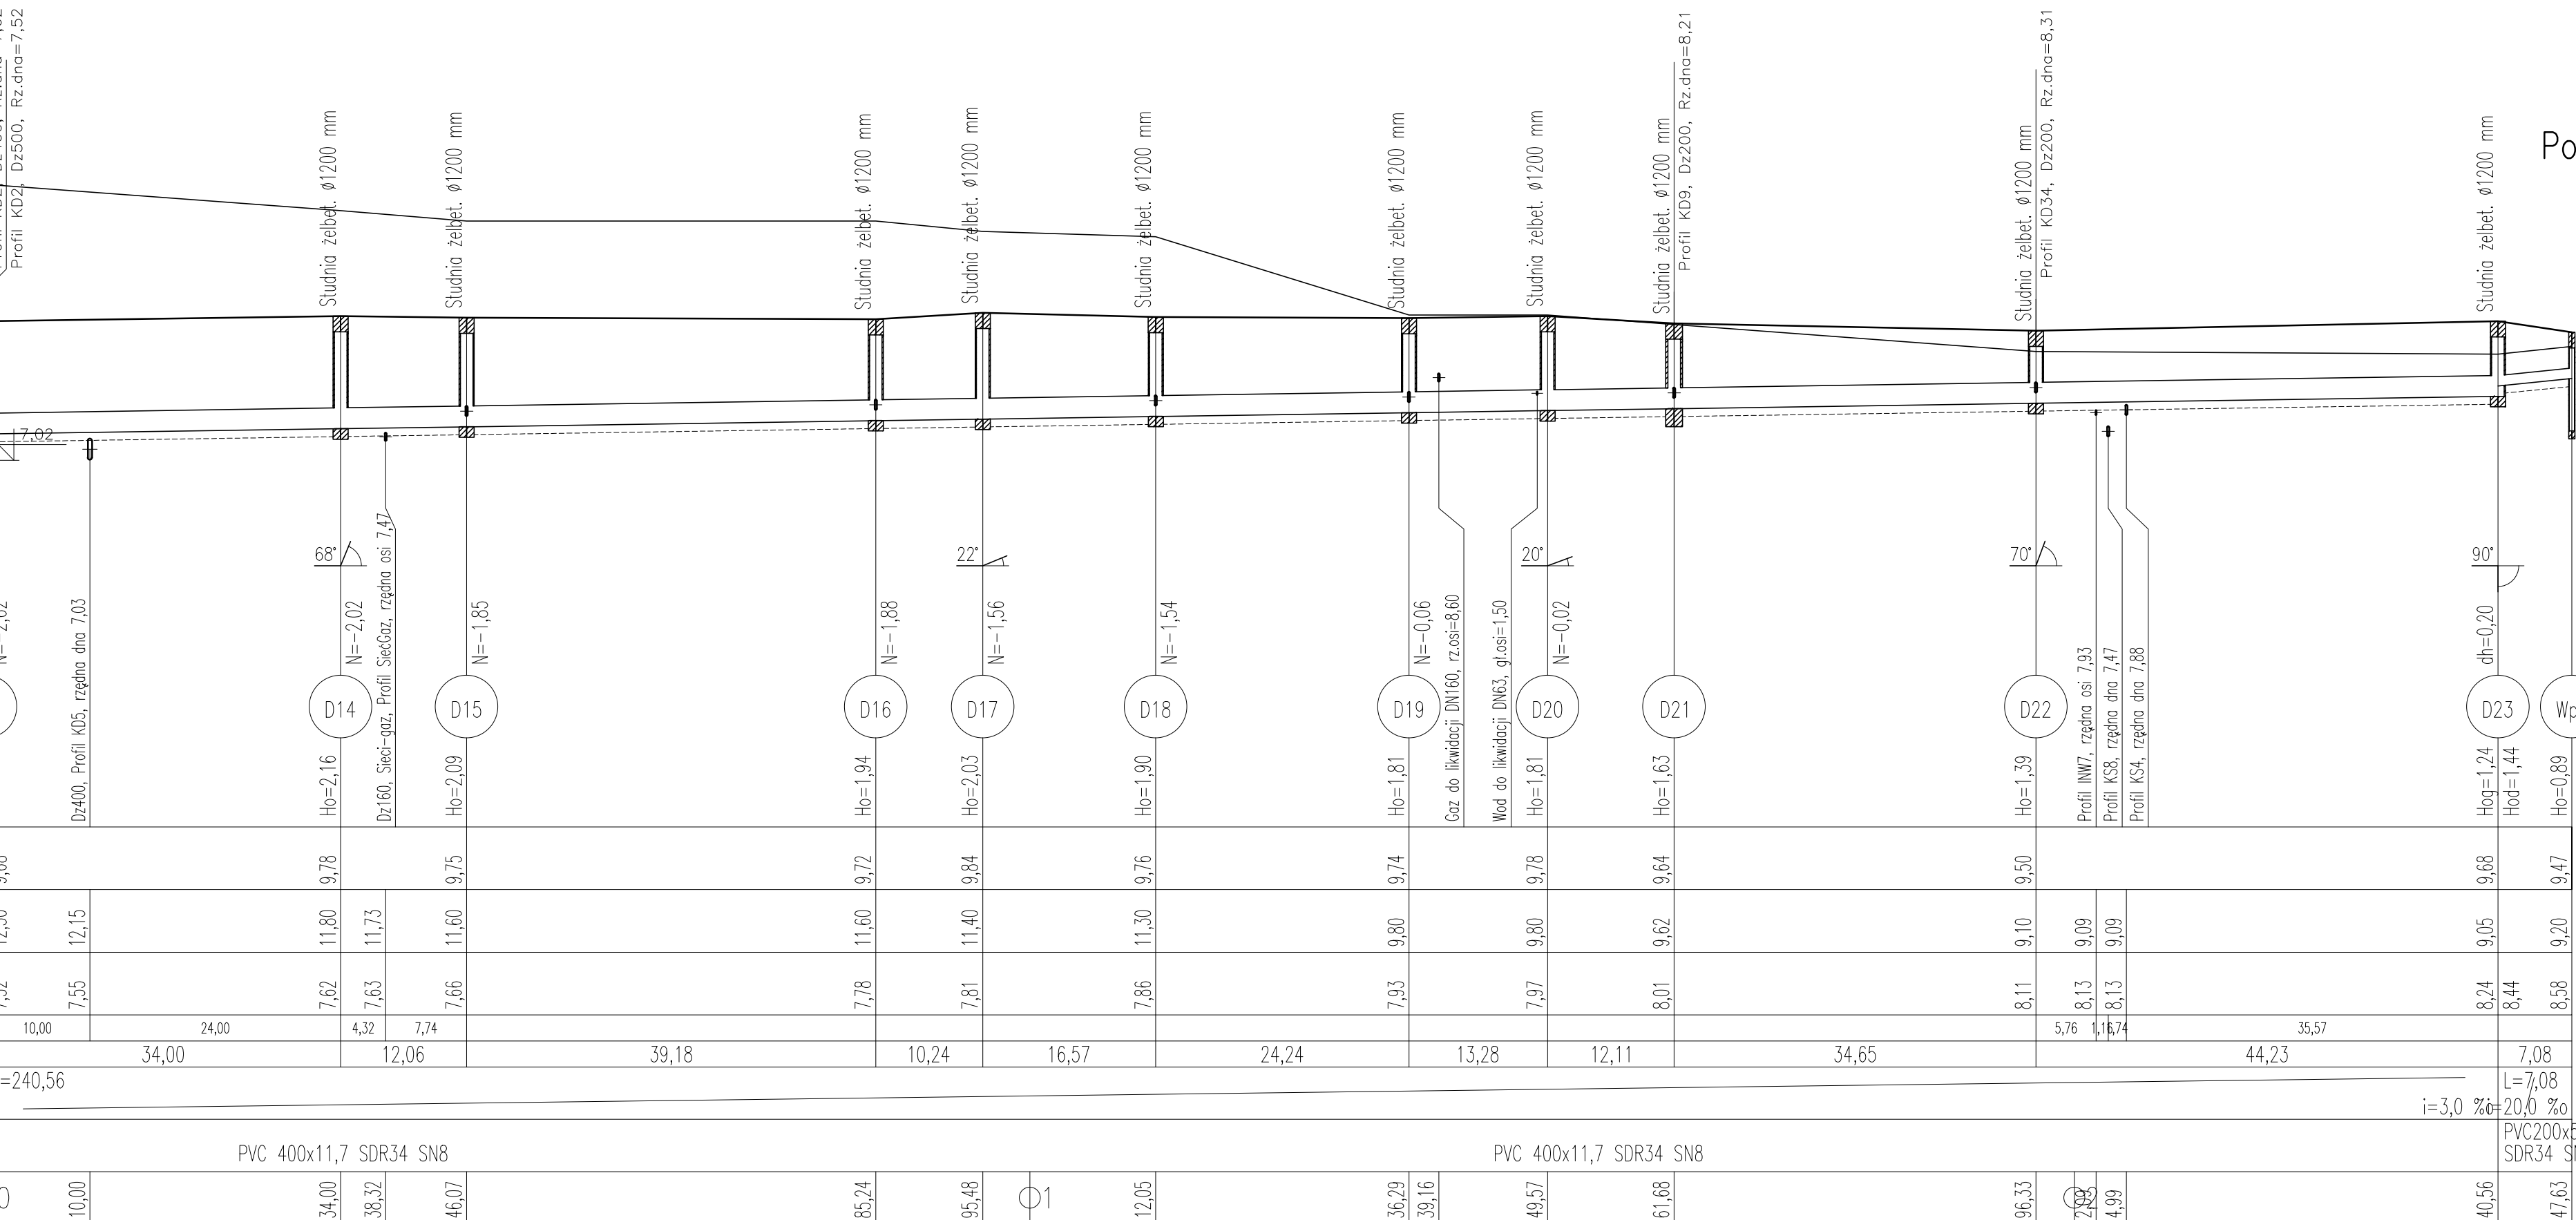 Profil KD2, Dz500, Rz.dna=7,52
Studnia żelbet. ø1200 mm
Studnia żelbet. ø1200 mm
Studnia żelbet. ø1200 mm
Studnia żelbet. ø1200 mm
Studnia żelbet. ø1200 mm
Studnia żelbet. ø1200 mm
Studnia żelbet. ø1200 mm
Studnia żelbet. ø1200 mm
Profil KD9, Dz200, Rz.dna=8,21
Studnia żelbet. ø1200 mm
Profil KD34, Dz200, Rz.dna=8,31
Studnia żelbet. ø1200 mm
Po
7,02
68° 22° 20° 70° 90°
N=-2,02
Dz400, Profil KD5, rzędna dna 7,03
N=-2,02
Dz160, Sieci-gaz, Profil SiećGaz, rzędna osi 7,47
N=-1,85
N=-1,88
N=-1,56
N=-1,54
N=-0,06
Gaz do likwidacji DN160, rz.osi=8,60
Wod do likwidacji DN63, gł.osi=1,50
N=-0,02
Profil INW7, rzędna osi 7,93
Profil KS8, rzędna dna 7,47
Profil KS4, rzędna dna 7,88
dh=0,20
D14 D15 D16 D17 D18 D19 D20 D21 D22 D23 Wp
Ho=2,16 Ho=2,09 Ho=1,94 Ho=2,03 Ho=1,90 Ho=1,81 Ho=1,81 Ho=1,63 Ho=1,39 Hog=1,24 Hod=1,44 Ho=0,89
9,78 9,75 9,72 9,84 9,76 9,74 9,78 9,64 9,50 9,68 9,47
12,15 11,80 11,73 11,60 11,60 11,40 11,30 9,80 9,80 9,62 9,10 9,09 9,09 9,05 9,20
7,52 7,55 7,62 7,63 7,66 7,78 7,81 7,86 7,93 7,97 8,01 8,11 8,13 8,13 8,24 8,44 8,58
10,00 24,00 4,32 7,74 5,76 1,16 1,74 35,57
34,00 12,06 39,18 10,24 16,57 24,24 13,28 12,11 34,65 44,23 7,08
=240,56 L=7,08
i=3,0 ‰ i=20,0 ‰
PVC 400x11,7 SDR34 SN8 PVC 400x11,7 SDR34 SN8 PVC200x5
SDR34 S
10,00 34,00 38,32 46,07 85,24 95,48 1 12,05 36,29 39,16 49,57 61,68 96,33 4,99 40,56 47,63